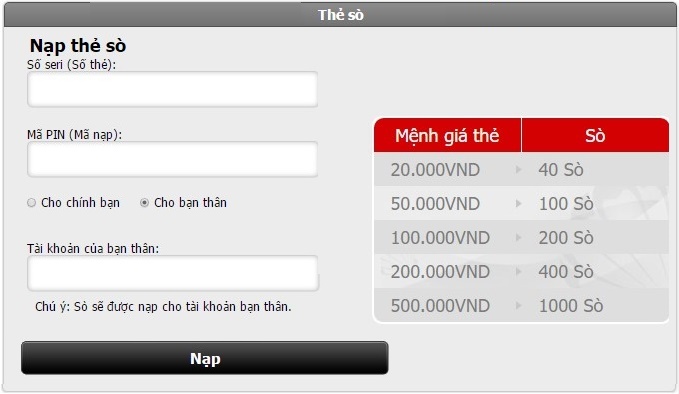 Thẻ sò
Nạp thẻ sò
Số seri (Số thẻ):
Mã PIN (Mã nạp):
Cho chính bạn Cho bạn thân
Tài khoản của bạn thân:
Chú ý: Sò sẽ được nạp cho tài khoản bạn thân.
Nạp
Mệnh giá thẻ Sò
20.000VND 40 Sò
50.000VND 100 Sò
100.000VND 200 Sò
200.000VND 400 Sò
500.000VND 1000 Sò